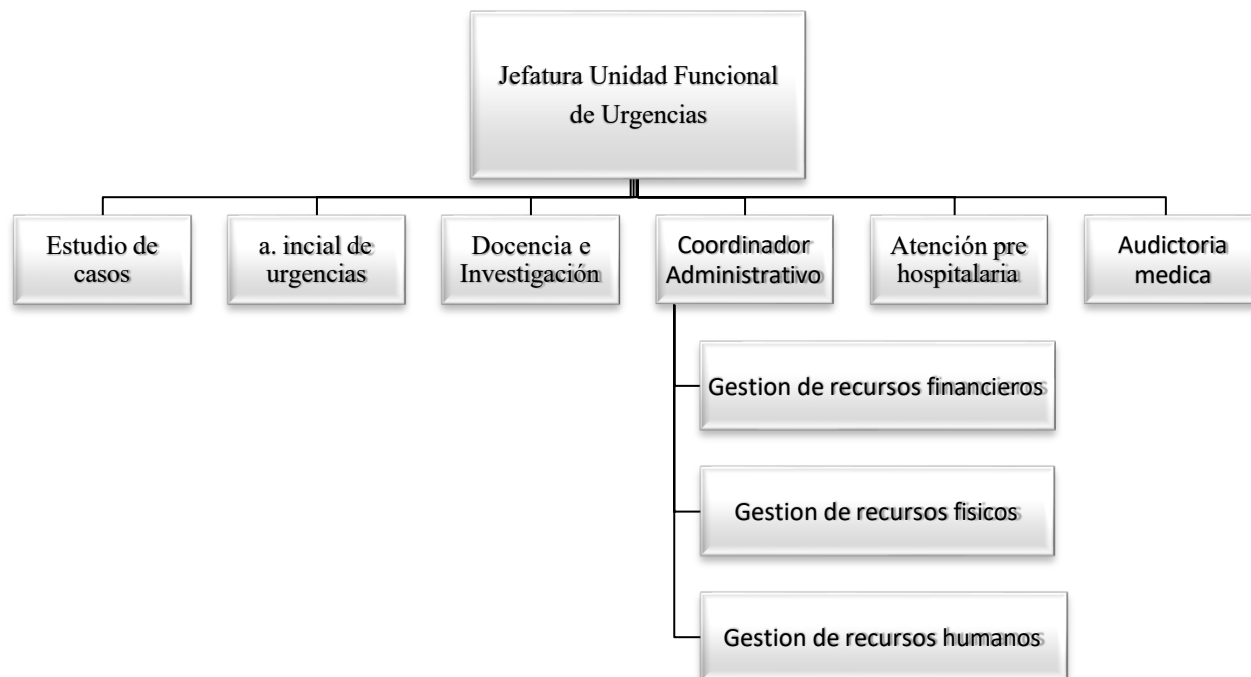 Jefatura Unidad Funcional
de Urgencias
Estudio de
casos
a. incial de
urgencias
Docencia e
Investigación
Coordinador
Administrativo
Atención pre
hospitalaria
Audictoria
medica
Gestion de recursos financieros
Gestion de recursos fisicos
Gestion de recursos humanos